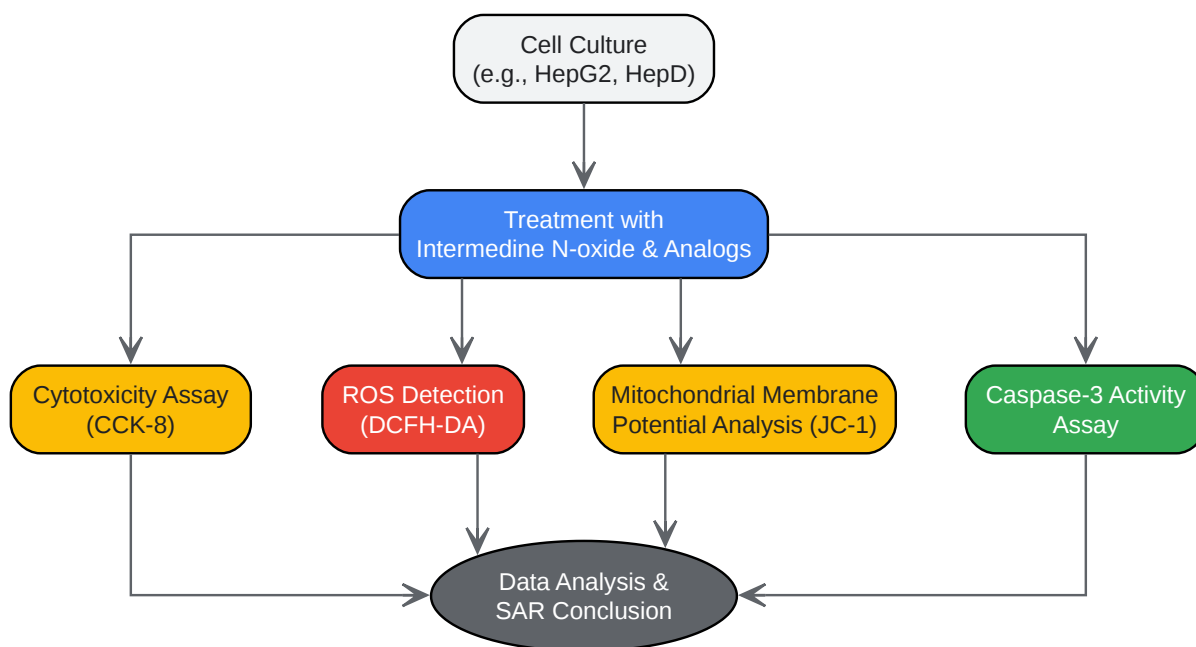 Cell Culture
(e.g., HepG2, HepD)
Treatment with
Intermedine N-oxide & Analogs
Cytotoxicity Assay
(CCK-8)
ROS Detection
(DCFH-DA)
Mitochondrial Membrane
Potential Analysis (JC-1)
Caspase-3 Activity
Assay
Data Analysis &
SAR Conclusion